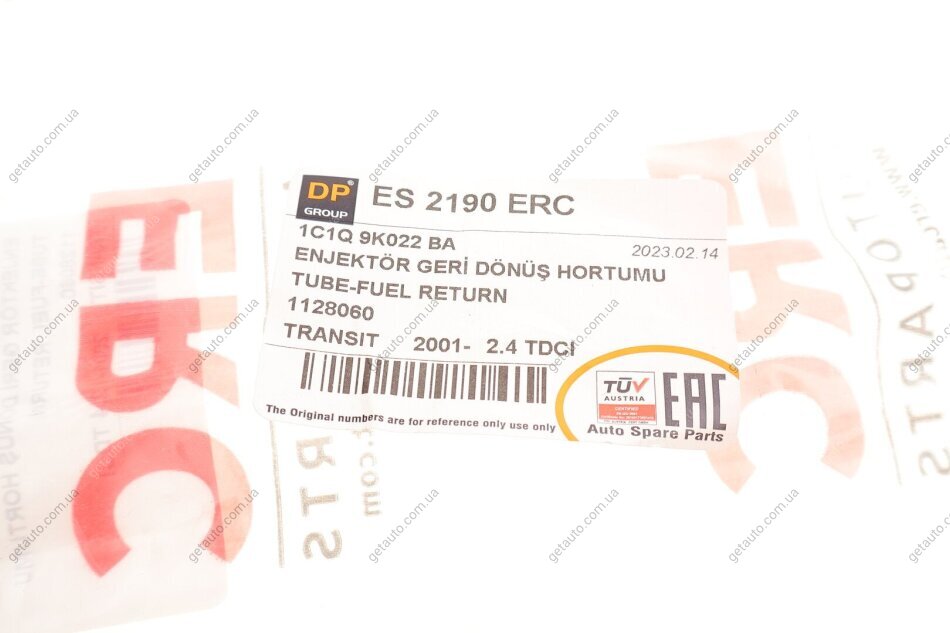 DP GROUP
ES 2190 ERC
1C1Q 9K022 BA
2023.02.14
ENJEKTÖR GERİ DÖNÜŞ HORTUMU
TUBE-FUEL RETURN
1128060
TRANSIT 2001- 2.4 TDCİ
The Original numbers are for reference only use only
TÜV
AUSTRIA
CERTIFIED
EAC
Auto Spare Parts
getauto.com.ua